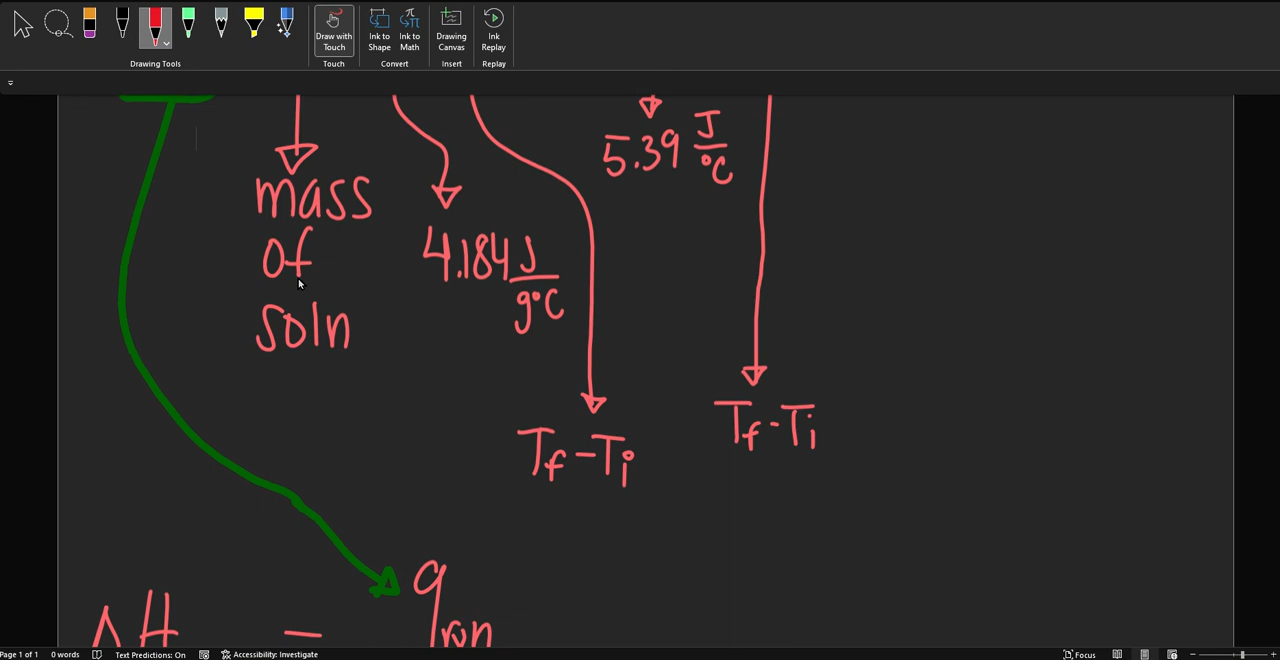 Draw with Touch
Ink to Shape
Ink to Math
Drawing Canvas
Ink Replay
Drawing Tools
Touch
Convert
Insert
Replay
5.39 J/°C
mass
of
soln
4.184 J/g°C
Tf-Ti
Tf-Ti
ΔH = qrxn
Page 1 of 1
0 words
Text Predictions: On
Accessibility: Investigate
Focus